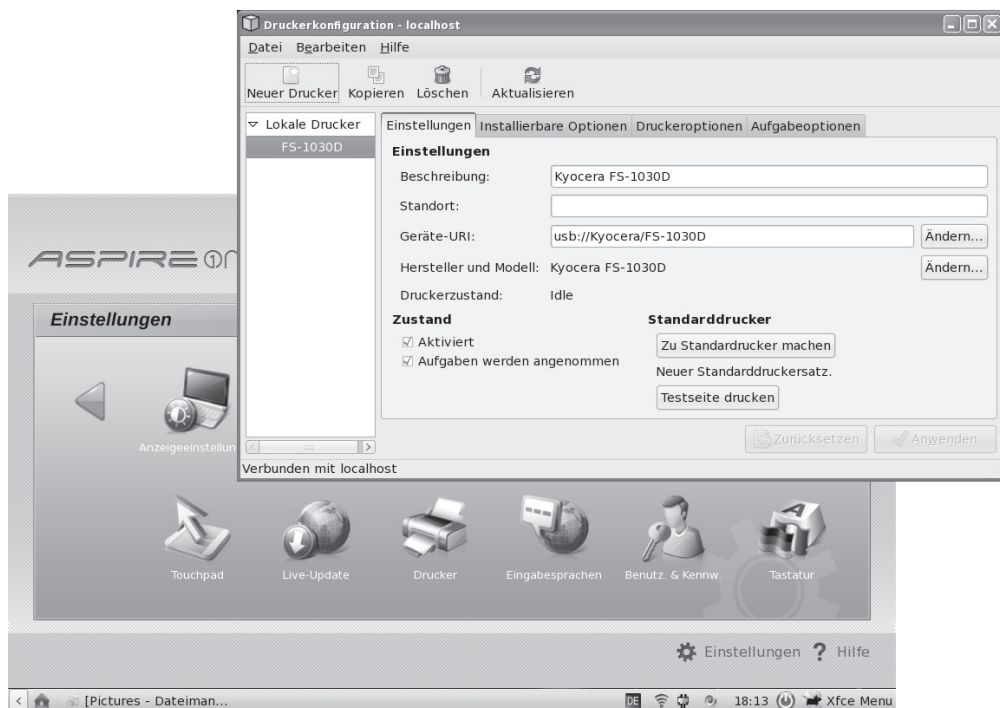 Druckerkonfiguration - localhost
Datei Bearbeiten Hilfe
Neuer Drucker Kopieren Löschen Aktualisieren
Lokale Drucker
FS-1030D
Einstellungen Installierbare Optionen Druckeroptionen Aufgabeoptionen
Einstellungen
Beschreibung: Kyocera FS-1030D
Standort:
Geräte-URI: usb://Kyocera/FS-1030D Ändern...
Hersteller und Modell: Kyocera FS-1030D Ändern...
Druckerzustand: Idle
Zustand
Aktiviert
Aufgaben werden angenommen
Standarddrucker
Zu Standardrucker machen
Neuer Standarddruckersatz.
Testseite drucken
Zurücksetzen Anwenden
Verbunden mit localhost
ASPIRE
Einstellungen
Anzeigeeinstellun
Touchpad Live-Update Drucker Eingabesprachen Benutz. & Kennw. Tastatur
Einstellungen ? Hilfe
[Pictures - Dateiman... DE 18:13 Xfce Menu